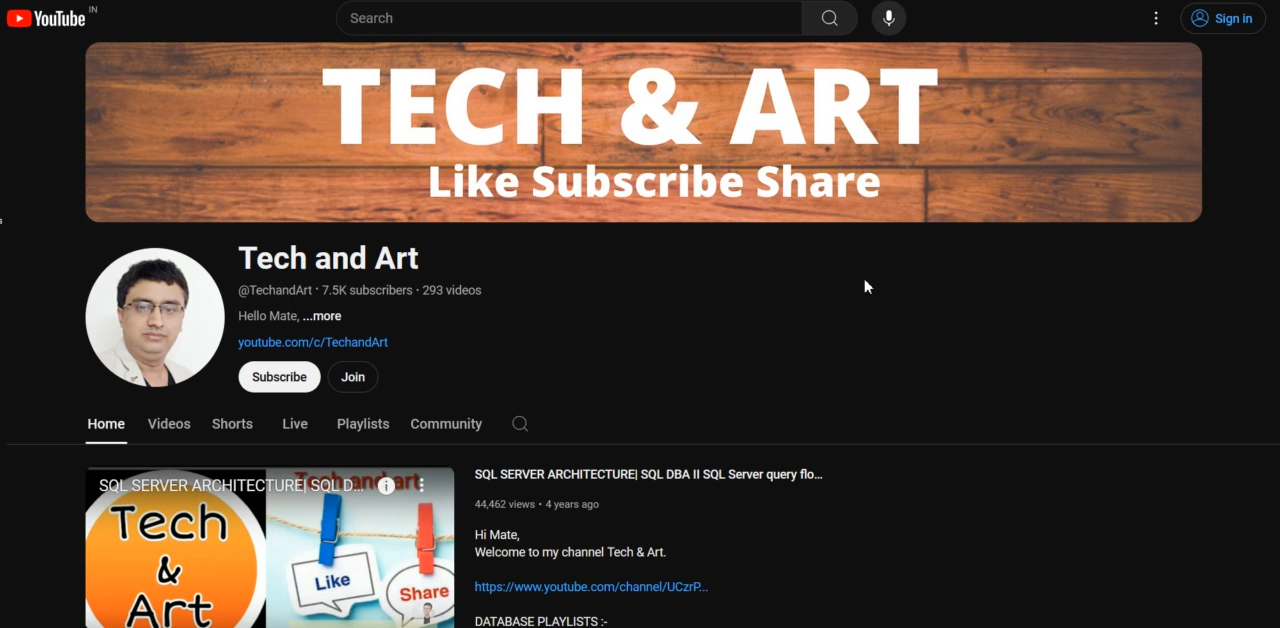 YouTube IN
Search
Sign in
TECH & ART
Like Subscribe Share
s
Tech and Art
@TechandArt · 7.5K subscribers · 293 videos
Hello Mate, ...more
youtube.com/c/TechandArt
Subscribe
Join
Home Videos Shorts Live Playlists Community
SQL SERVER ARCHITECTURE| SQL D...
Tech and art
Tech
&
Art
Like
Share
SQL SERVER ARCHITECTURE| SQL DBA II SQL Server query flo...
44,462 views • 4 years ago
Hi Mate,
Welcome to my channel Tech & Art.
https://www.youtube.com/channel/UCzrP...
DATABASE PLAYLISTS :-